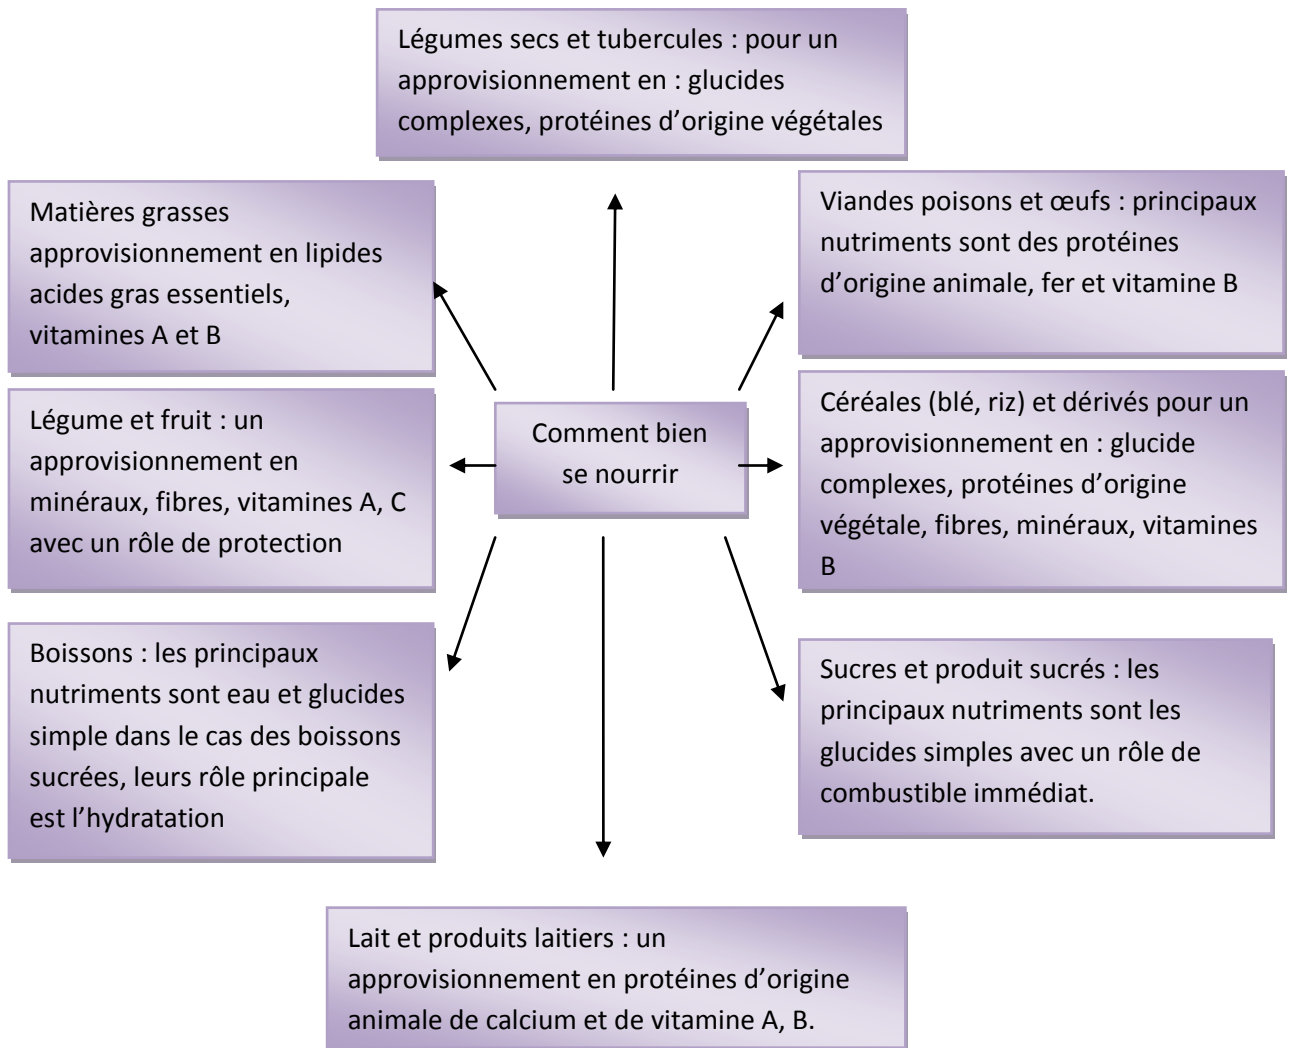 Légumes secs et tubercules : pour un
approvisionnement en : glucides
complexes, protéines d’origine végétales
Matières grasses
approvisionnement en lipides
acides gras essentiels,
vitamines A et B
Viandes poisons et œufs : principaux
nutriments sont des protéines
d’origine animale, fer et vitamine B
Légume et fruit : un
approvisionnement en
minéraux, fibres, vitamines A, C
avec un rôle de protection
Comment bien
se nourrir
Céréales (blé, riz) et dérivés pour un
approvisionnement en : glucide
complexes, protéines d’origine
végétale, fibres, minéraux, vitamines
B
Boissons : les principaux
nutriments sont eau et glucides
simple dans le cas des boissons
sucrées, leurs rôle principale
est l’hydratation
Sucres et produit sucrés : les
principaux nutriments sont les
glucides simples avec un rôle de
combustible immédiat.
Lait et produits laitiers : un
approvisionnement en protéines d’origine
animale de calcium et de vitamine A, B.